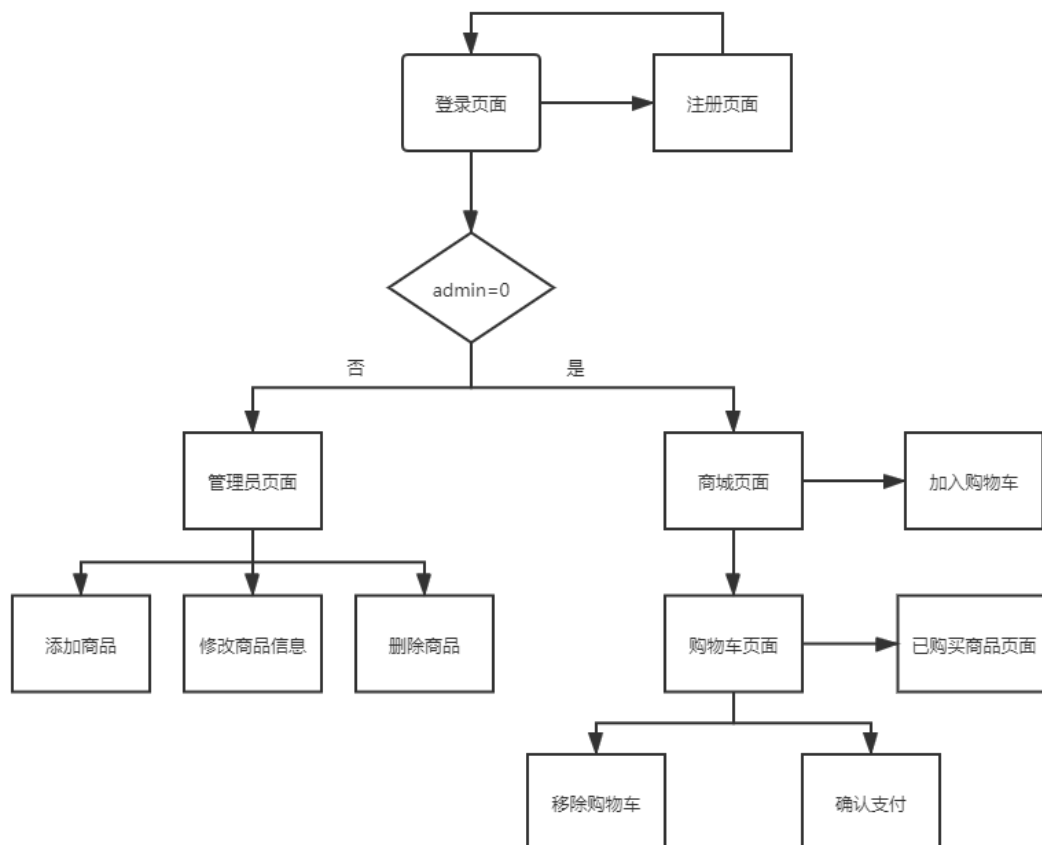 登录页面
注册页面
admin=0
否
是
管理员页面
商城页面
加入购物车
添加商品
修改商品信息
删除商品
购物车页面
已购买商品页面
移除购物车
确认支付